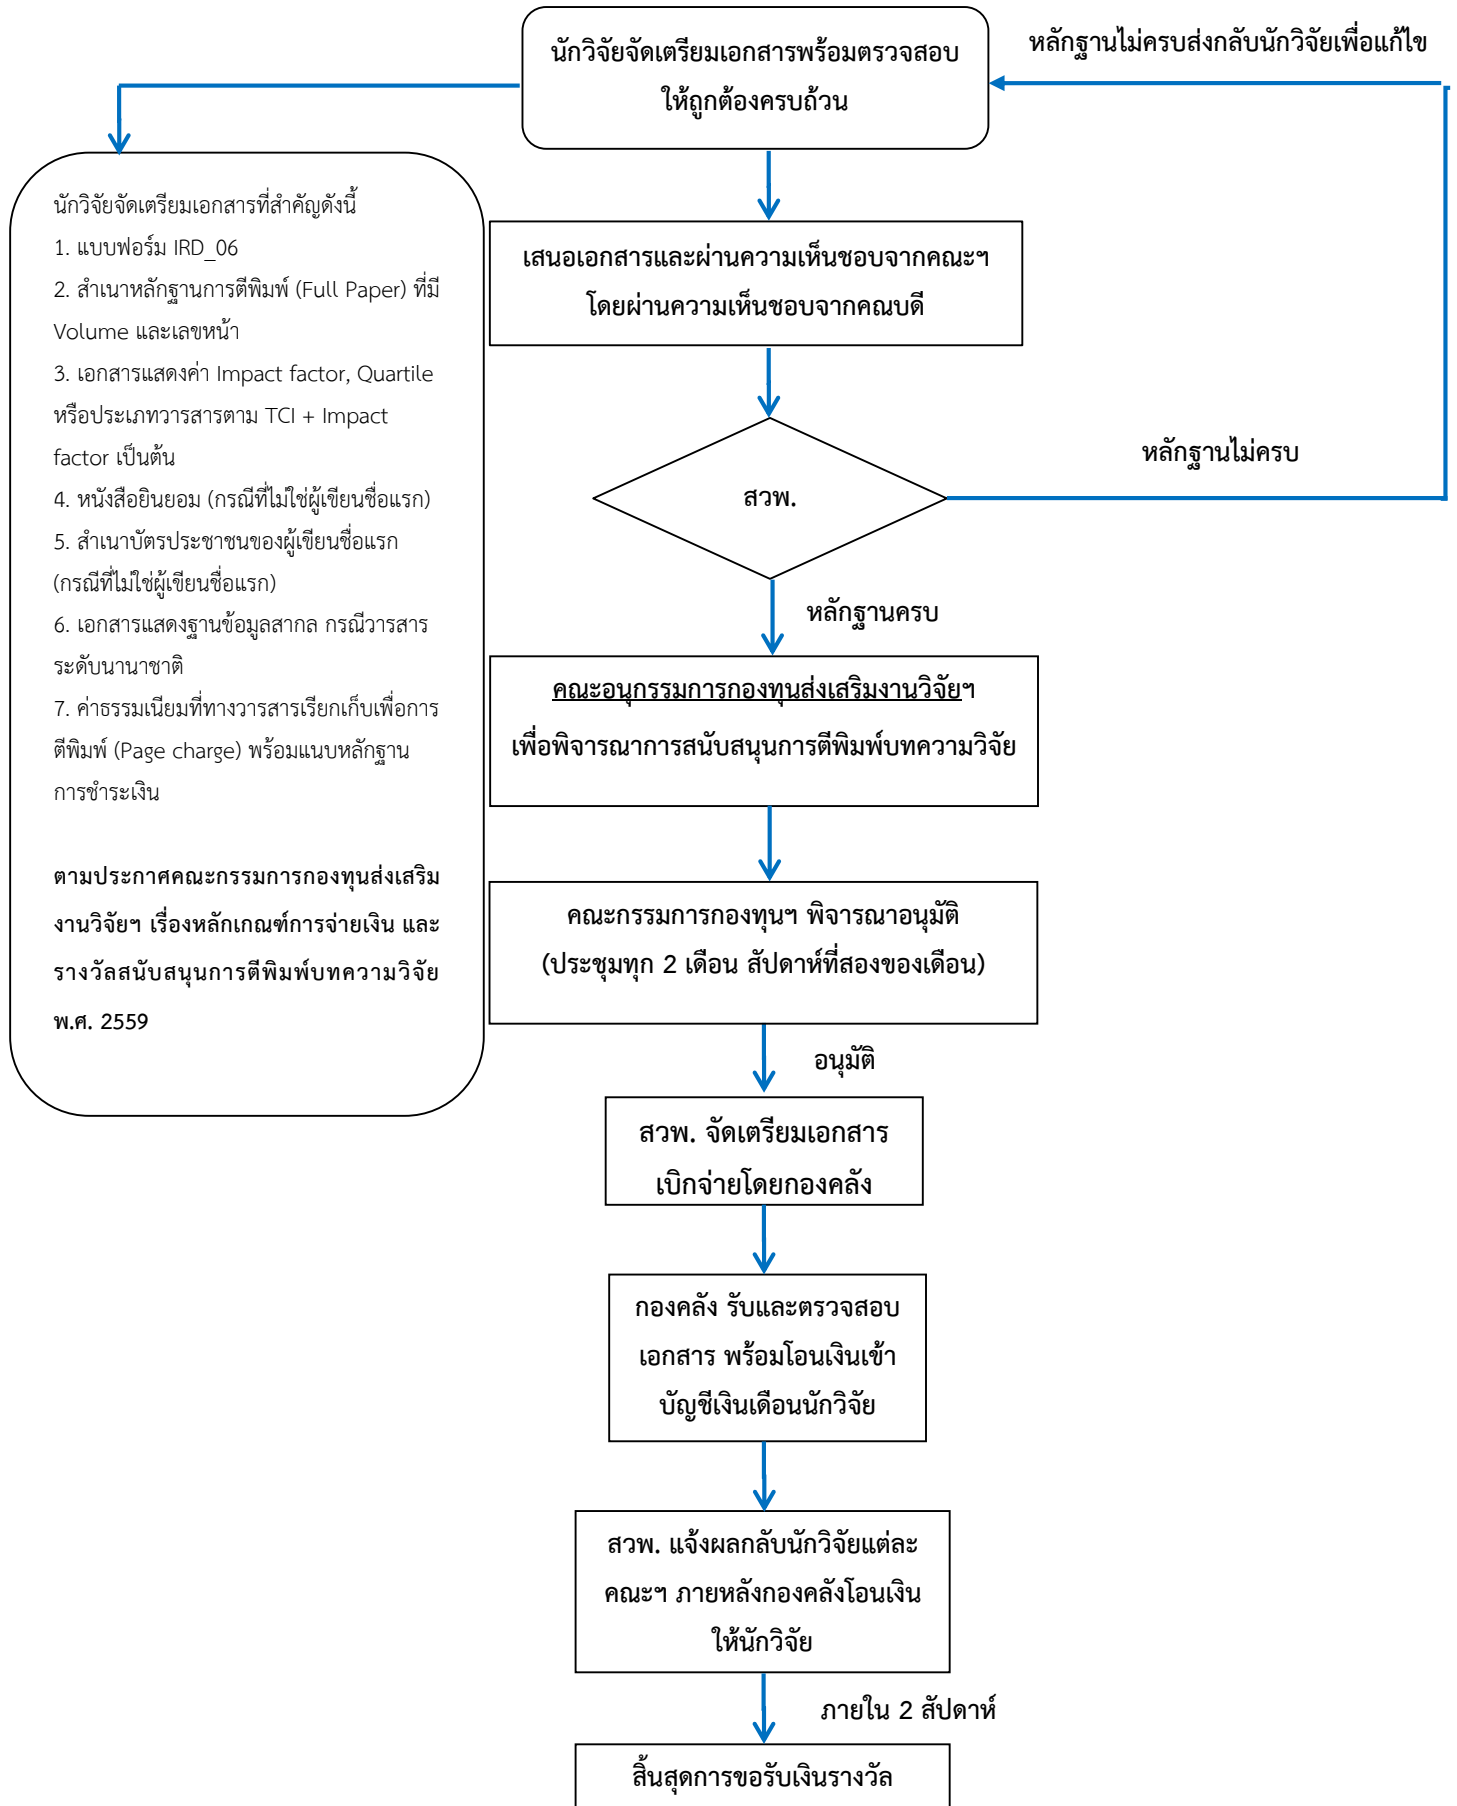 นักวิจัยจัดเตรียมเอกสารพร้อมตรวจสอบ
ให้ถูกต้องครบถ้วน
หลักฐานไม่ครบส่งกลับนักวิจัยเพื่อแก้ไข
นักวิจัยจัดเตรียมเอกสารที่สำคัญดังนี้
1. แบบฟอร์ม IRD_06
2. สำเนาหลักฐานการตีพิมพ์ (Full Paper) ที่มี
Volume และเลขหน้า
3. เอกสารแสดงค่า Impact factor, Quartile
หรือประเภทวารสารตาม TCI + Impact
factor เป็นต้น
4. หนังสือยินยอม (กรณีที่ไม่ใช่ผู้เขียนชื่อแรก)
5. สำเนาบัตรประชาชนของผู้เขียนชื่อแรก
(กรณีที่ไม่ใช่ผู้เขียนชื่อแรก)
6. เอกสารแสดงฐานข้อมูลสากล กรณีวารสาร
ระดับนานาชาติ
7. ค่าธรรมเนียมที่ทางวารสารเรียกเก็บเพื่อการ
ตีพิมพ์ (Page charge) พร้อมแนบหลักฐาน
การชำระเงิน
ตามประกาศคณะกรรมการกองทุนส่งเสริม
งานวิจัยฯ เรื่องหลักเกณฑ์การจ่ายเงิน และ
รางวัลสนับสนุนการตีพิมพ์บทความวิจัย
พ.ศ. 2559
เสนอเอกสารและผ่านความเห็นชอบจากคณะฯ
โดยผ่านความเห็นชอบจากคณบดี
สวพ.
หลักฐานไม่ครบ
หลักฐานครบ
คณะอนุกรรมการกองทุนส่งเสริมงานวิจัยฯ
เพื่อพิจารณาการสนับสนุนการตีพิมพ์บทความวิจัย
คณะกรรมการกองทุนฯ พิจารณาอนุมัติ
(ประชุมทุก 2 เดือน สัปดาห์ที่สองของเดือน)
อนุมัติ
สวพ. จัดเตรียมเอกสาร
เบิกจ่ายโดยกองคลัง
กองคลัง รับและตรวจสอบ
เอกสาร พร้อมโอนเงินเข้า
บัญชีเงินเดือนนักวิจัย
สวพ. แจ้งผลกลับนักวิจัยแต่ละ
คณะฯ ภายหลังกองคลังโอนเงิน
ให้นักวิจัย
ภายใน 2 สัปดาห์
สิ้นสุดการขอรับเงินรางวัล